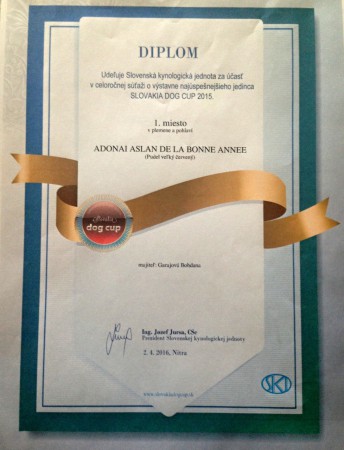 DIPLOM
Udeľuje Slovenská kynologická jednota za účasť
v celoročnej súťaži o výstavne najúspešnejšieho jedinca
SLOVAKIA DOG CUP 2015.
1. miesto
v plemene a pohlaví
ADONAI ASLAN DE LA BONNE ANNEE
(Pudel veľký červený)
dog cup
majiteľ: Garajová Bohdana
Ing. Jozef Jursa, CSc
Prezident Slovenskej kynologickej jednoty
2. 4. 2016, Nitra
SKJ